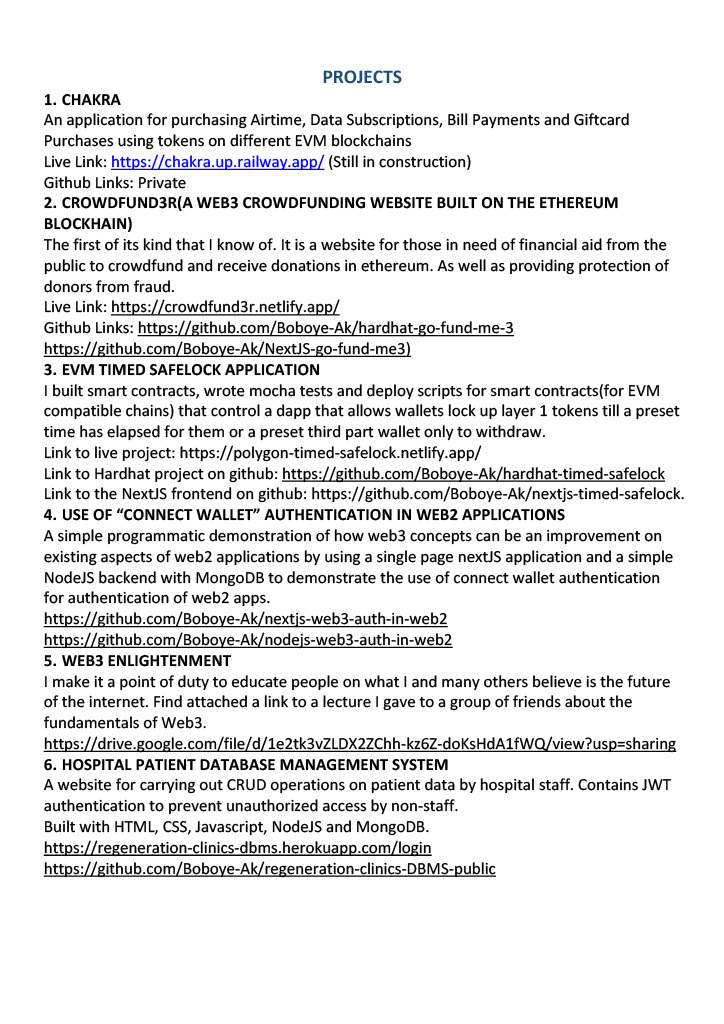 PROJECTS
1. CHAKRA
An application for purchasing Airtime, Data Subscriptions, Bill Payments and Giftcard
Purchases using tokens on different EVM blockchains
Live Link: https://chakra.up.railway.app/ (Still in construction)
Github Links: Private
2. CROWDFUND3R(A WEB3 CROWDFUNDING WEBSITE BUILT ON THE ETHEREUM
BLOCKHAIN)
The first of its kind that I know of. It is a website for those in need of financial aid from the
public to crowdfund and receive donations in ethereum. As well as providing protection of
donors from fraud.
Live Link: https://crowdfund3r.netlify.app/
Github Links: https://github.com/Boboye-Ak/hardhat-go-fund-me-3
https://github.com/Boboye-Ak/NextJS-go-fund-me3)
3. EVM TIMED SAFELOCK APPLICATION
I built smart contracts, wrote mocha tests and deploy scripts for smart contracts(for EVM
compatible chains) that control a dapp that allows wallets lock up layer 1 tokens till a preset
time has elapsed for them or a preset third part wallet only to withdraw.
Link to live project: https://polygon-timed-safelock.netlify.app/
Link to Hardhat project on github: https://github.com/Boboye-Ak/hardhat-timed-safelock
Link to the NextJS frontend on github: https://github.com/Boboye-Ak/nextjs-timed-safelock.
4. USE OF “CONNECT WALLET” AUTHENTICATION IN WEB2 APPLICATIONS
A simple programmatic demonstration of how web3 concepts can be an improvement on
existing aspects of web2 applications by using a single page nextJS application and a simple
NodeJS backend with MongoDB to demonstrate the use of connect wallet authentication
for authentication of web2 apps.
https://github.com/Boboye-Ak/nextjs-web3-auth-in-web2
https://github.com/Boboye-Ak/nodejs-web3-auth-in-web2
5. WEB3 ENLIGHTENMENT
I make it a point of duty to educate people on what I and many others believe is the future
of the internet. Find attached a link to a lecture I gave to a group of friends about the
fundamentals of Web3.
https://drive.google.com/file/d/1e2tk3vZLDX2ZChh-kz6Z-doKsHdA1fWQ/view?usp=sharing
6. HOSPITAL PATIENT DATABASE MANAGEMENT SYSTEM
A website for carrying out CRUD operations on patient data by hospital staff. Contains JWT
authentication to prevent unauthorized access by non-staff.
Built with HTML, CSS, Javascript, NodeJS and MongoDB.
https://regeneration-clinics-dbms.herokuapp.com/login
https://github.com/Boboye-Ak/regeneration-clinics-DBMS-public